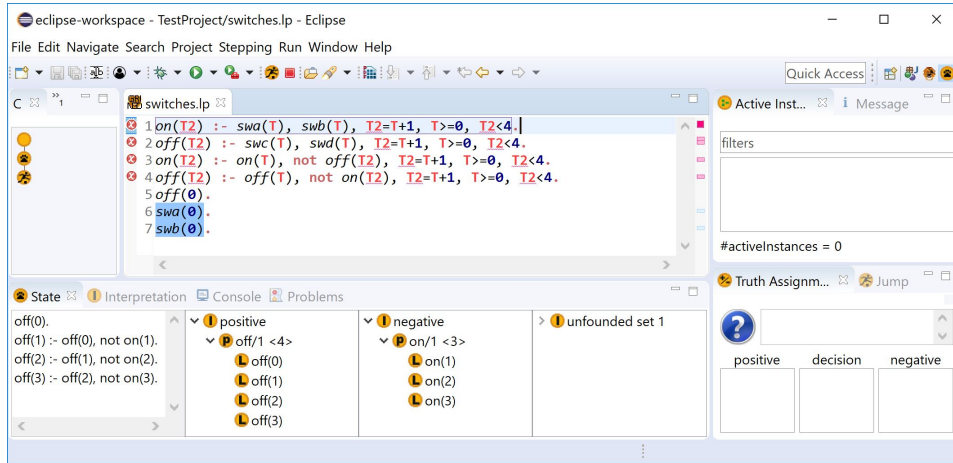 eclipse-workspace - TestProject/switches.lp - Eclipse
File Edit Navigate Search Project Stepping Run Window Help
Quick Access
C
»1
switches.lp
Active Inst...
Message
1 on(T2) :- swa(T), swb(T), T2=T+1, T>=0, T2<4.
2 off(T2) :- swc(T), swd(T), T2=T+1, T>=0, T2<4.
3 on(T2) :- on(T), not off(T2), T2=T+1, T>=0, T2<4.
4 off(T2) :- off(T), not on(T2), T2=T+1, T>=0, T2<4.
5 off(0).
6 swa(0).
7 swb(0).
filters
#activeInstances = 0
State
Interpretation
Console
Problems
off(0).
off(1) :- off(0), not on(1).
off(2) :- off(1), not on(2).
off(3) :- off(2), not on(3).
positive
off/1 <4>
off(0)
off(1)
off(2)
off(3)
negative
on/1 <3>
on(1)
on(2)
on(3)
unfounded set 1
Truth Assignm...
Jump
positive decision negative